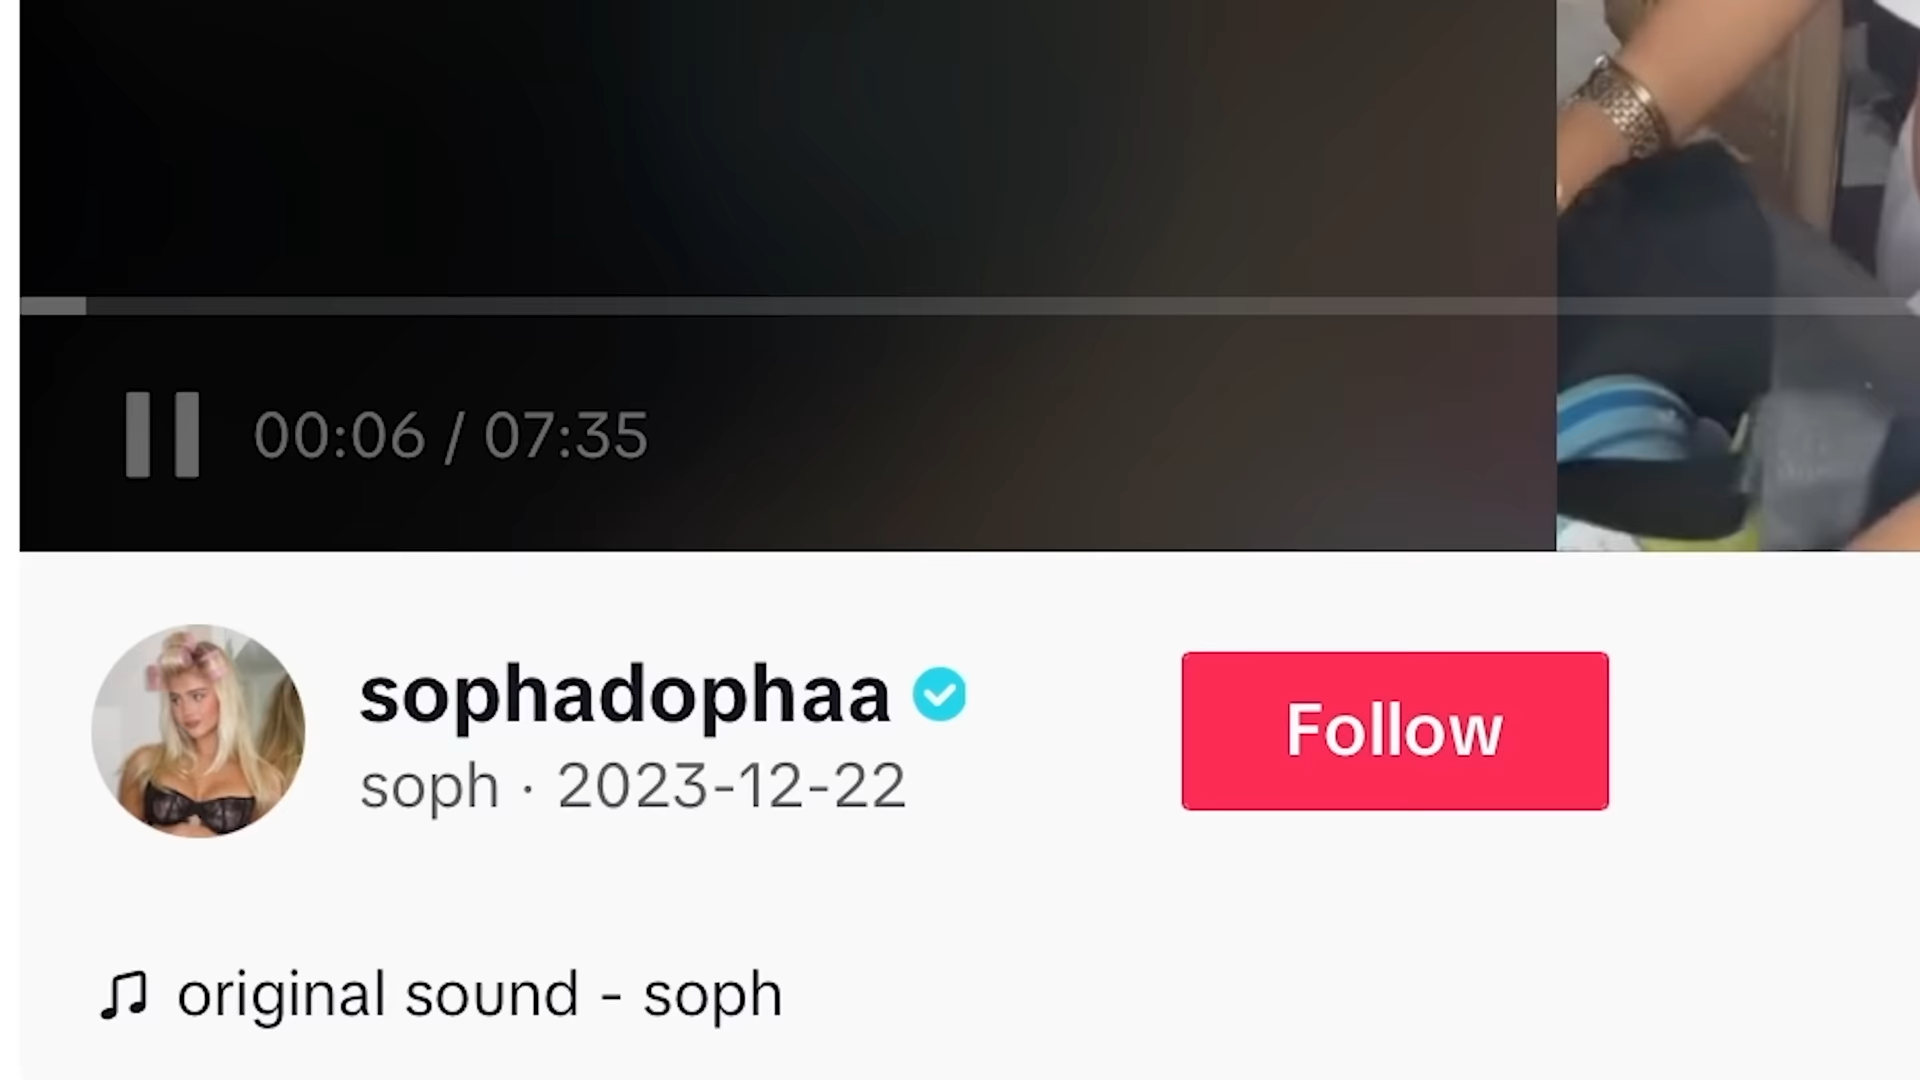 00:06 / 07:35
sophadophaa
soph · 2023-12-22
Follow
original sound - soph